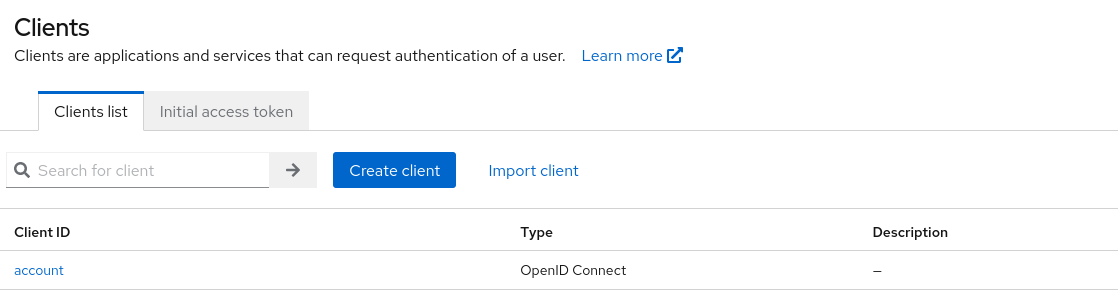 Clients
Clients are applications and services that can request authentication of a user. Learn more
Clients list Initial access token
Search for client Create client Import client
Client ID Type Description
account OpenID Connect –